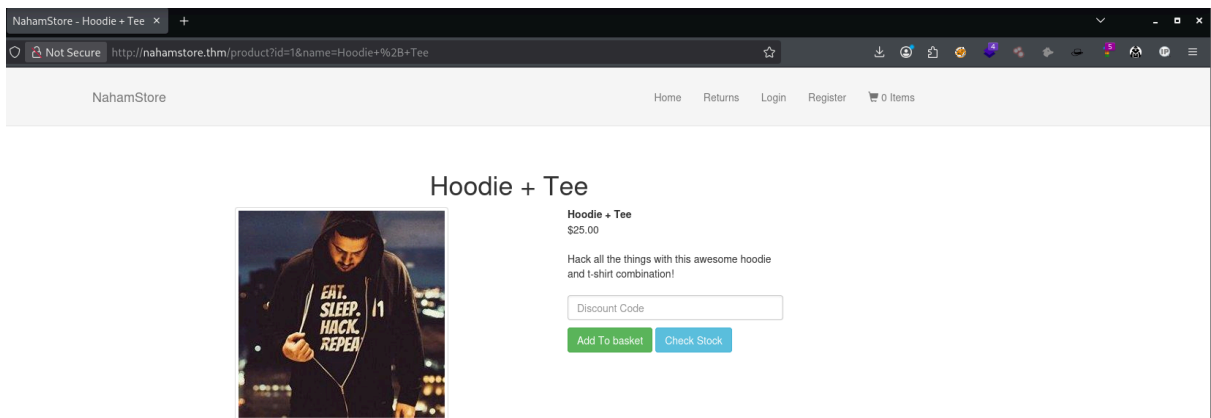 NahamStore - Hoodie + Tee
Not Secure http://nahamstore.thm/product?id=1&name=Hoodie+%2B+Tee
4
5
NahamStore Home Returns Login Register 0 Items
Hoodie + Tee
Hoodie + Tee
$25.00
Hack all the things with this awesome hoodie
and t-shirt combination!
Discount Code
Add To basket Check Stock
EAT.
SLEEP.
HACK.
REPEA